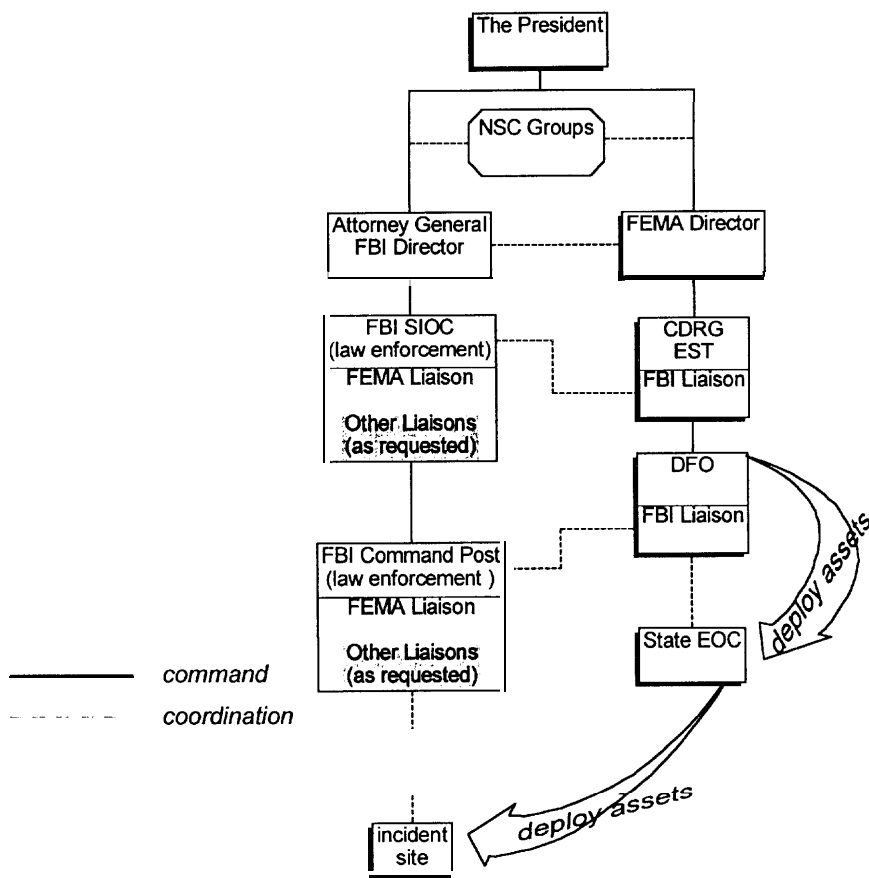 The President
NSC Groups
Attorney General
FBI Director
FEMA Director
FBI SIOC
(law enforcement)
FEMA Liaison
Other Liaisons
(as requested)
CDRG
EST
FBI Liaison
DFO
FBI Liaison
deploy assets
FBI Command Post
(law enforcement )
FEMA Liaison
Other Liaisons
(as requested)
State EOC
command
coordination
deploy assets
incident
site